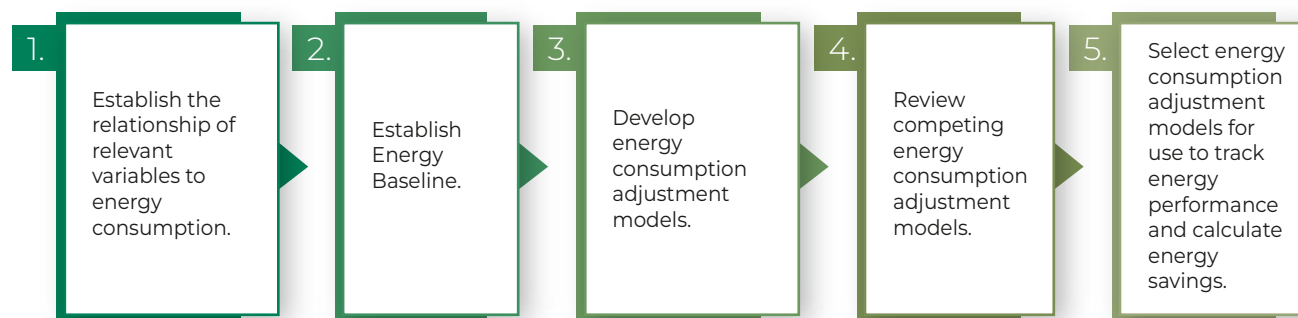 1.
Establish the
relationship of
relevant
variables to
energy
consumption.
2.
Establish
Energy
Baseline.
3.
Develop
energy
consumption
adjustment
models.
4.
Review
competing
energy
consumption
adjustment
models.
5.
Select energy
consumption
adjustment
models for
use to track
energy
performance
and calculate
energy
savings.